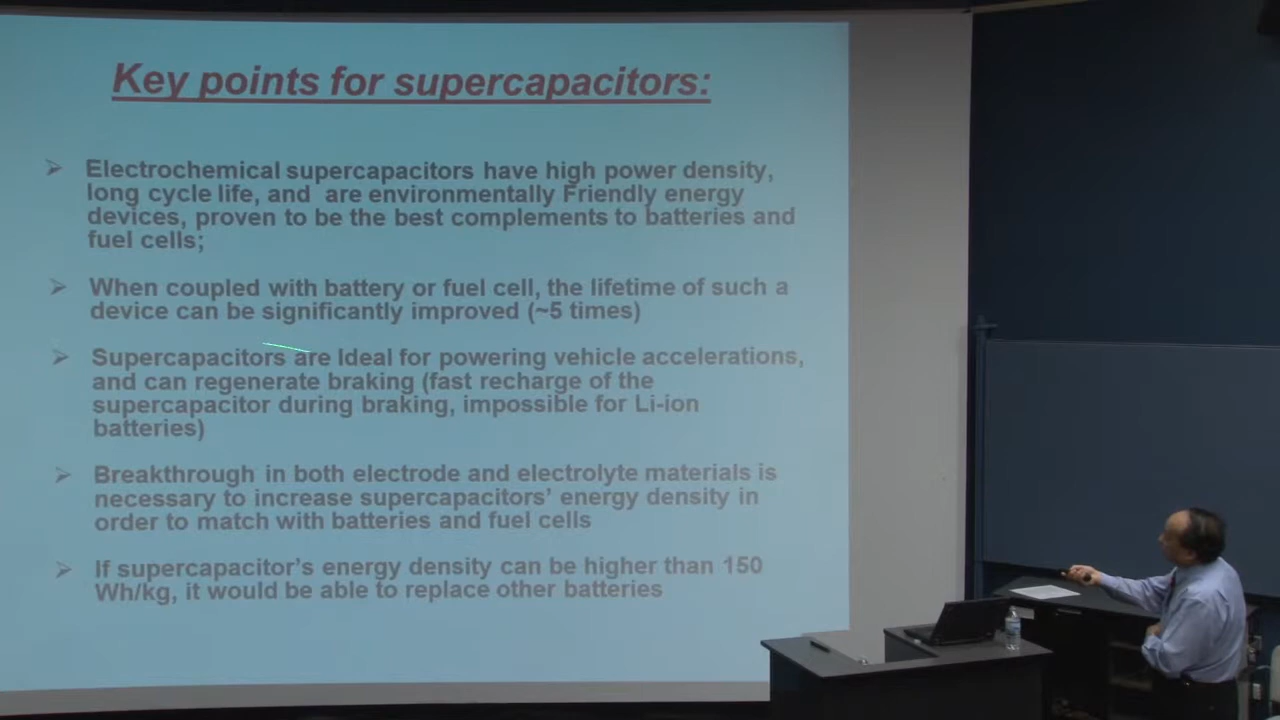 Key points for supercapacitors:
Electrochemical supercapacitors have high power density,
long cycle life, and are environmentally Friendly energy
devices, proven to be the best complements to batteries and
fuel cells;
When coupled with battery or fuel cell, the lifetime of such a
device can be significantly improved (~5 times)
Supercapacitors are Ideal for powering vehicle accelerations,
and can regenerate braking (fast recharge of the
supercapacitor during braking, impossible for Li-ion
batteries)
Breakthrough in both electrode and electrolyte materials is
necessary to increase supercapacitors' energy density in
order to match with batteries and fuel cells
If supercapacitor's energy density can be higher than 150
Wh/kg, it would be able to replace other batteries